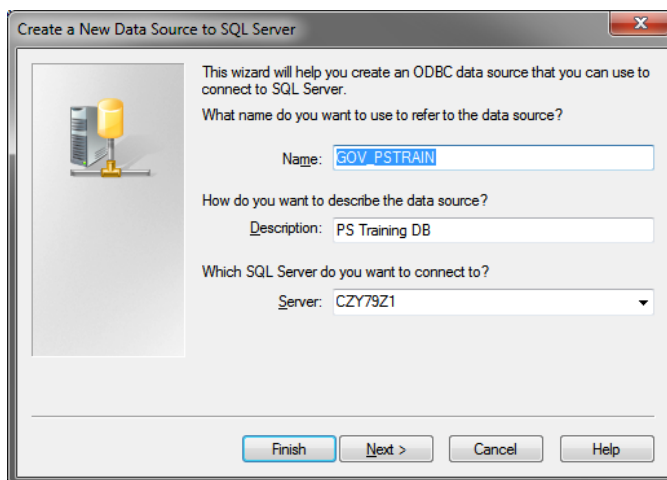 Create a New Data Source to SQL Server
This wizard will help you create an ODBC data source that you can use to
connect to SQL Server.
What name do you want to use to refer to the data source?
Name: GOV_PSTRAIN
How do you want to describe the data source?
Description: PS Training DB
Which SQL Server do you want to connect to?
Server: CZY79Z1
Finish Next > Cancel Help